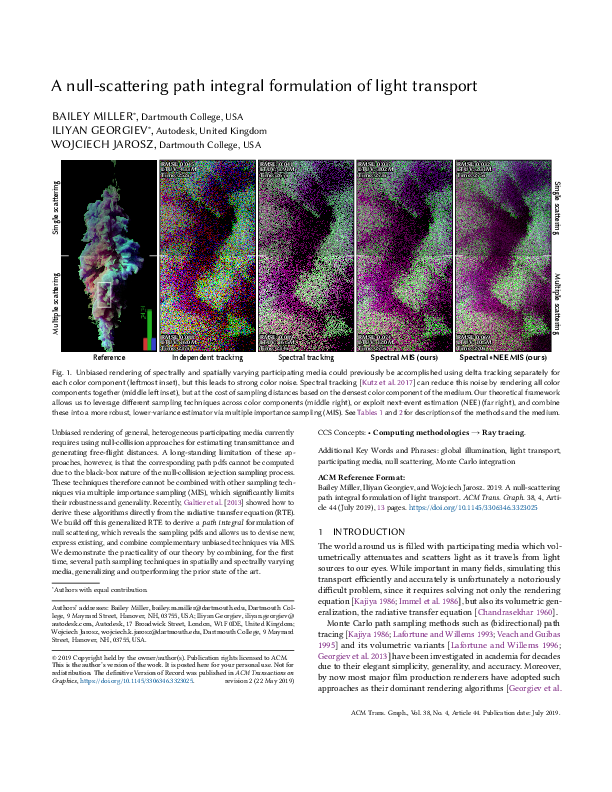 A null-scattering path integral formulation of light transport
BAILEY MILLER*, Dartmouth College, USA
ILIYAN GEORGIEV*, Autodesk, United Kingdom
WOJCIECH JAROSZ, Dartmouth College, USA
Single scattering
Multiple scattering
Single scattering
Multiple scattering
Reference
Independent tracking
Spectral tracking
Spectral MIS (ours)
Spectral+NEE MIS (ours)
Fig. 1. Unbiased rendering of spectrally and spatially varying participating media could previously be accomplished using delta tracking separately for
each color component (leftmost inset), but this leads to strong color noise. Spectral tracking [Kutz et al. 2017] can reduce this noise by rendering all color
components together (middle left inset), but at the cost of sampling distances based on the densest color component of the medium. Our theoretical framework
allows us to leverage different sampling techniques across color components (middle right), or exploit next-event estimation (NEE) (far right), and combine
these into a more robust, lower-variance estimator via multiple importance sampling (MIS). See Tables 1 and 2 for descriptions of the methods and the medium.
Unbiased rendering of general, heterogeneous participating media currently
requires using null-collision approaches for estimating transmittance and
generating free-flight distances. A long-standing limitation of these ap-
proaches, however, is that the corresponding path pdfs cannot be computed
due to the black-box nature of the null-collision rejection sampling process.
These techniques therefore cannot be combined with other sampling tech-
niques via multiple importance sampling (MIS), which significantly limits
their robustness and generality. Recently, Galtier et al. [2013] showed how to
derive these algorithms directly from the radiative transfer equation (RTE).
We build off this generalized RTE to derive a path integral formulation of
null scattering, which reveals the sampling pdfs and allows us to devise new,
express existing, and combine complementary unbiased techniques via MIS.
We demonstrate the practicality of our theory by combining, for the first
time, several path sampling techniques in spatially and spectrally varying
media, generalizing and outperforming the prior state of the art.
*Authors with equal contribution
Authors' addresses: Bailey Miller, bailey.m.miller@dartmouth.edu, Dartmouth Col-
lege, 9 Maynard Street, Hanover, NH, 03755, USA; Iliyan Georgiev, iliyan.georgiev@
autodesk.com, Autodesk, 17 Broadwick Street, London, W1F 0DE, United Kingdom;
Wojciech Jarosz, wojciech.k.jarosz@dartmouth.edu, Dartmouth College, 9 Maynard
Street, Hanover, NH, 03755, USA.
© 2019 Copyright held by the owner/author(s). Publication rights licensed to ACM.
This is the author's version of the work. It is posted here for your personal use. Not for
redistribution. The definitive Version of Record was published in ACM Transactions on
Graphics, https://doi.org/10.1145/3306346.3323025. revision 2 (22 May 2019)
CCS Concepts: • Computing methodologies → Ray tracing.
Additional Key Words and Phrases: global illumination, light transport,
participating media, null scattering, Monte Carlo integration
ACM Reference Format:
Bailey Miller, Iliyan Georgiev, and Wojciech Jarosz. 2019. A null-scattering
path integral formulation of light transport. ACM Trans. Graph. 38, 4, Arti-
cle 44 (July 2019), 13 pages. https://doi.org/10.1145/3306346.3323025
1 INTRODUCTION
The world around us is filled with participating media which vol-
umetrically attenuates and scatters light as it travels from light
sources to our eyes. While important in many fields, simulating this
transport efficiently and accurately is unfortunately a notoriously
difficult problem, since it requires solving not only the rendering
equation [Kajiya 1986; Immel et al. 1986], but also its volumetric gen-
eralization, the radiative transfer equation [Chandrasekhar 1960].
Monte Carlo path sampling methods such as (bidirectional) path
tracing [Kajiya 1986; Lafortune and Willems 1993; Veach and Guibas
1995] and its volumetric variants [Lafortune and Willems 1996;
Georgiev et al. 2013] have been investigated in academia for decades
due to their elegant simplicity, generality, and accuracy. Moreover,
by now most major film production renderers have adopted such
approaches as their dominant rendering algorithms [Georgiev et al.
ACM Trans. Graph., Vol. 38, No. 4, Article 44. Publication date: July 2019.